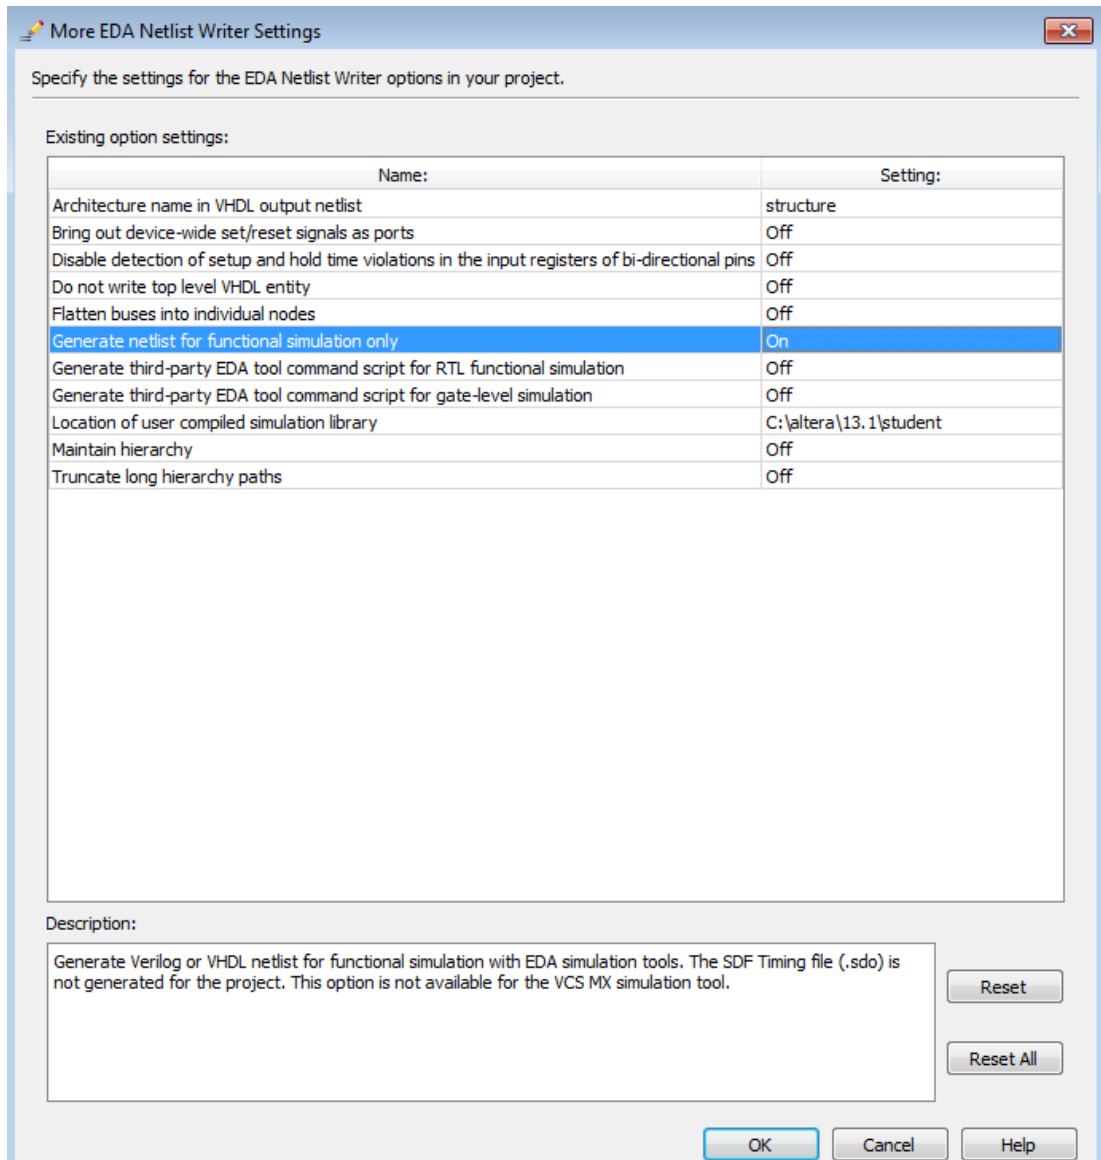 More EDA Netlist Writer Settings
Specify the settings for the EDA Netlist Writer options in your project.
Existing option settings:
Name: Setting:
Architecture name in VHDL output netlist structure
Bring out device-wide set/reset signals as ports Off
Disable detection of setup and hold time violations in the input registers of bi-directional pins Off
Do not write top level VHDL entity Off
Flatten buses into individual nodes Off
Generate netlist for functional simulation only On
Generate third-party EDA tool command script for RTL functional simulation Off
Generate third-party EDA tool command script for gate-level simulation Off
Location of user compiled simulation library C:\altera\13.1\student
Maintain hierarchy Off
Truncate long hierarchy paths Off
Description:
Generate Verilog or VHDL netlist for functional simulation with EDA simulation tools. The SDF Timing file (.sdo) is
not generated for the project. This option is not available for the VCS MX simulation tool.
Reset
Reset All
OK Cancel Help